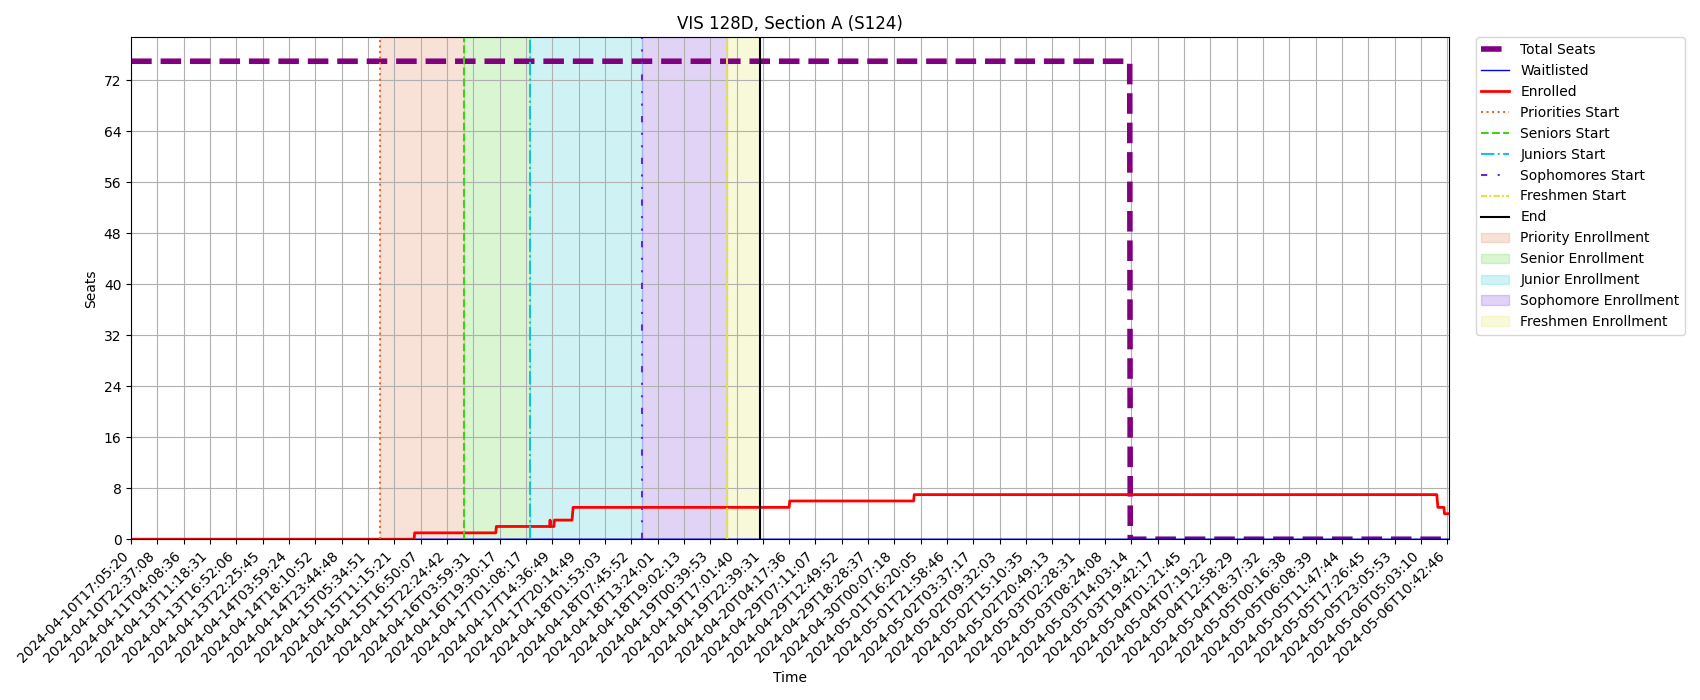 VIS 128D, Section A (S124)
Seats
72
64
56
48
40
32
24
16
8
0
2024-04-10T17:05:20
2024-04-10T22:37:08
2024-04-11T04:08:36
2024-04-13T11:18:31
2024-04-13T16:52:06
2024-04-13T22:25:45
2024-04-14T03:59:24
2024-04-14T18:10:52
2024-04-14T23:44:48
2024-04-15T05:34:51
2024-04-15T11:15:21
2024-04-15T16:50:07
2024-04-15T22:24:42
2024-04-16T03:59:31
2024-04-16T19:30:17
2024-04-17T01:08:17
2024-04-17T14:36:49
2024-04-17T20:14:49
2024-04-18T01:53:03
2024-04-18T07:45:52
2024-04-18T13:24:01
2024-04-18T19:02:13
2024-04-19T00:39:53
2024-04-19T17:01:40
2024-04-19T22:39:31
2024-04-20T04:17:36
2024-04-29T07:11:07
2024-04-29T12:49:52
2024-04-29T18:28:37
2024-04-30T00:07:18
2024-05-01T16:20:05
2024-05-01T21:58:46
2024-05-02T03:37:17
2024-05-02T09:32:03
2024-05-02T15:10:35
2024-05-02T20:49:13
2024-05-03T02:28:31
2024-05-03T08:24:08
2024-05-03T14:03:14
2024-05-03T19:42:17
2024-05-04T01:21:45
2024-05-04T07:19:22
2024-05-04T12:58:29
2024-05-04T18:37:32
2024-05-05T00:16:38
2024-05-05T06:08:39
2024-05-05T11:47:44
2024-05-05T17:26:45
2024-05-05T23:05:53
2024-05-06T05:03:10
2024-05-06T10:42:46
Time
Total Seats
Waitlisted
Enrolled
Priorities Start
Seniors Start
Juniors Start
Sophomores Start
Freshmen Start
End
Priority Enrollment
Senior Enrollment
Junior Enrollment
Sophomore Enrollment
Freshmen Enrollment